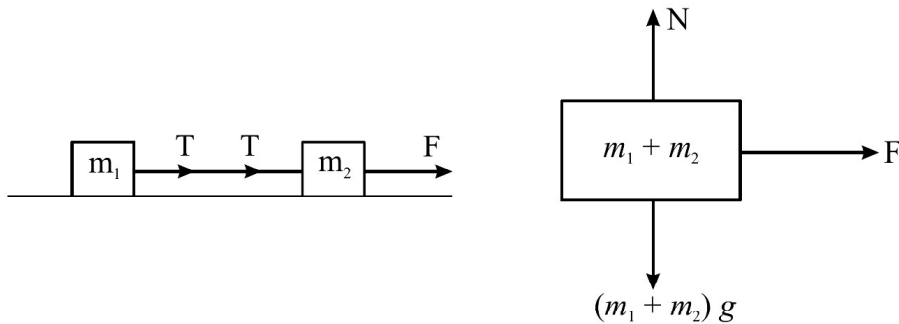 m₁ T T m₂ F
N
m₁ + m₂
F
(m₁ + m₂) g